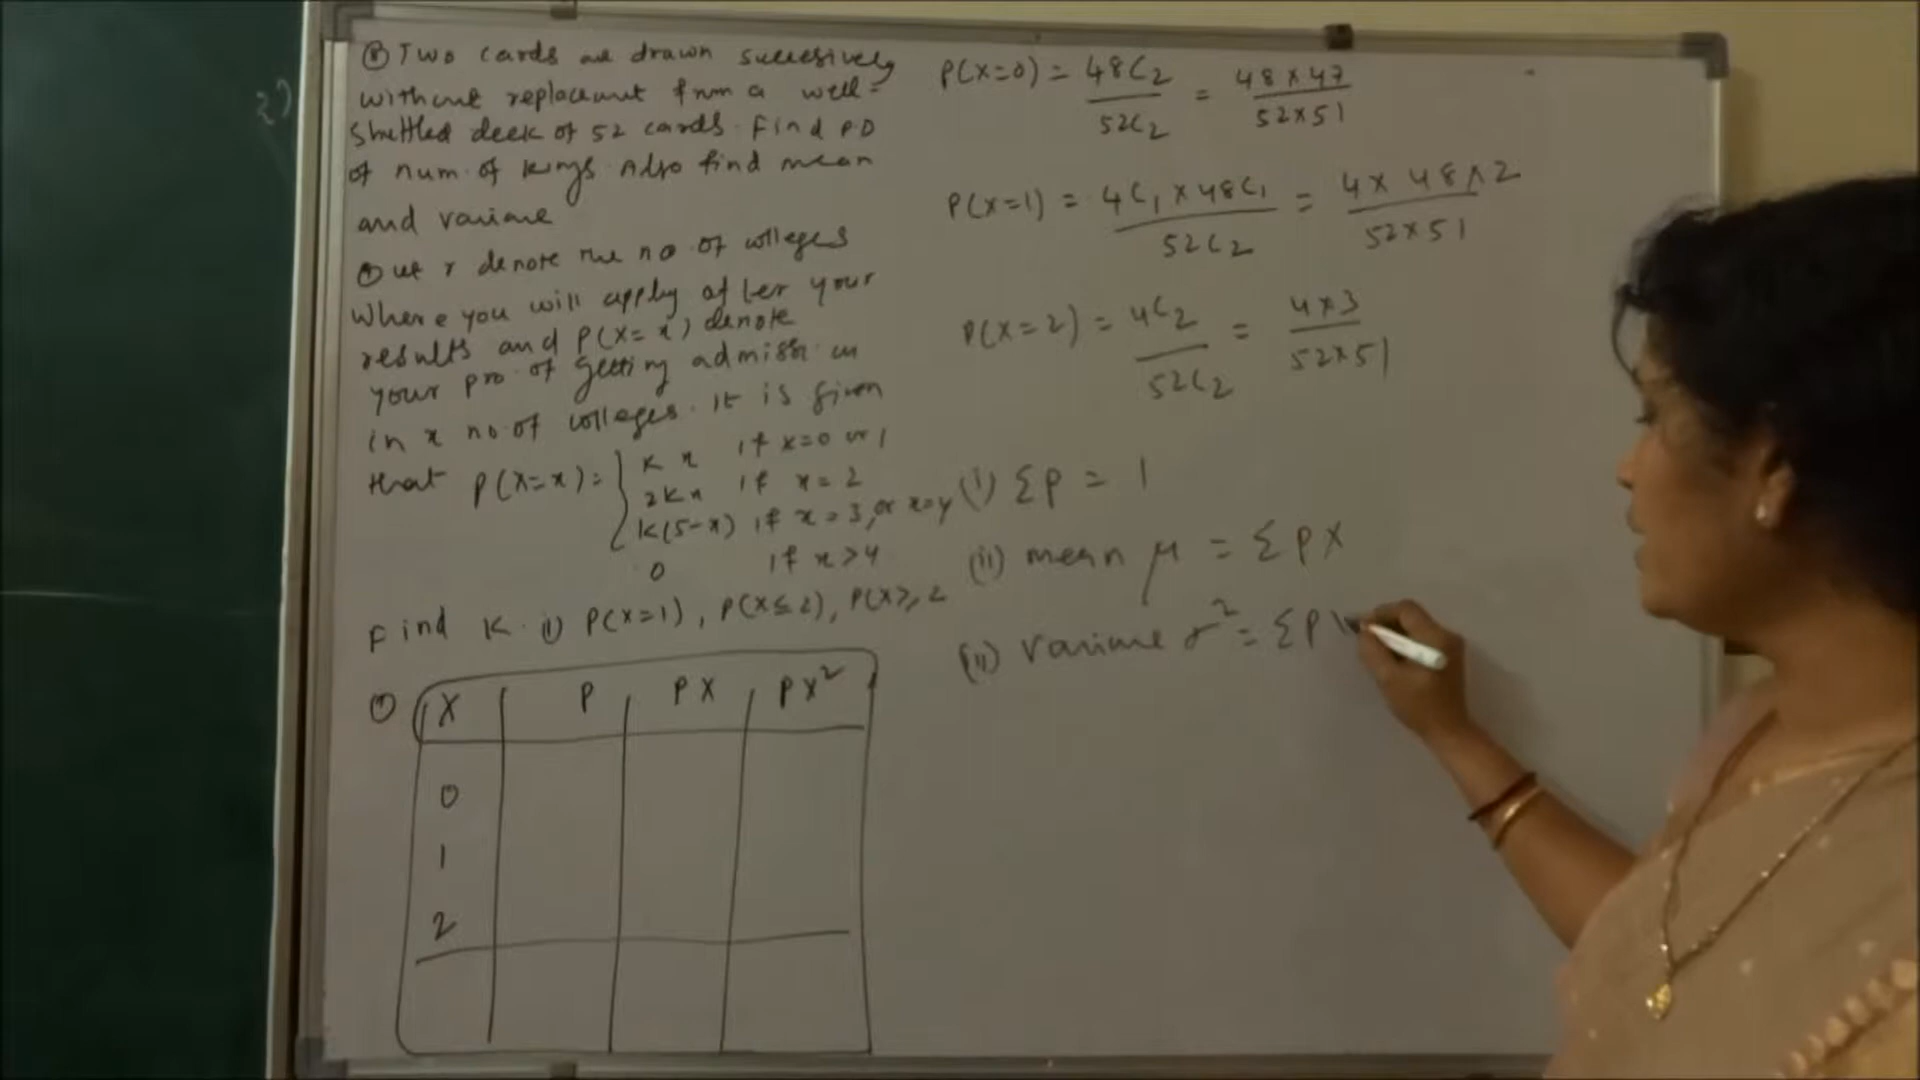 ⑧ Two cards are drawn successively
without replacemt from a well-
shuffled deck of 52 cards. Find P.D
of num. of kings. Also find mean
and variance
① Let x denote the no of colleges
where you will apply after your
results and P(X=x) denote
your pro. of getting admissn in
in x no. of colleges. It is given
that P(X=x) = { kx if x=0 or 1
2kx if x = 2
k(5-x) if x = 3, or x=4
0 if x>4
Find K. i) P(X=1), P(X≤2), P(X≥2
① X P PX PX²
0
1
2
P(X=0) = 48C₂ / 52C₂ = 48×47 / 52×51
P(X=1) = 4C₁ × 48C₁ / 52C₂ = 4× 48×2 / 52×51
P(X=2) = 4C₂ / 52C₂ = 4×3 / 52×51
(i) ΣP = 1
(ii) mean μ = ΣPX
(ii) variance σ² = ΣP
2)